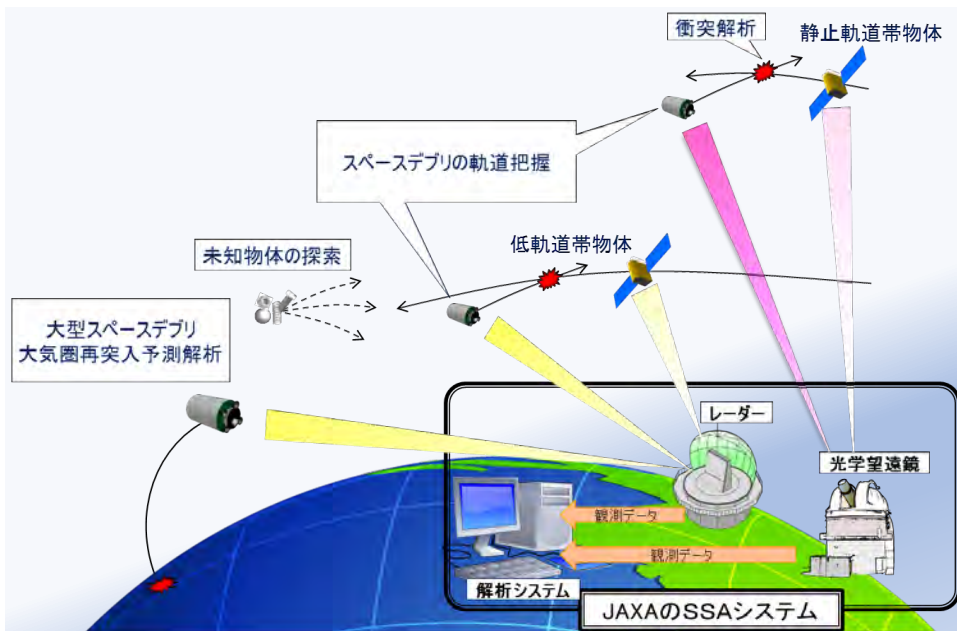 衝突解析
静止軌道帯物体
スペースデブリの軌道把握
低軌道帯物体
未知物体の探索
大型スペースデブリ
大気圏再突入予測解析
レーダー
光学望遠鏡
観測データ
観測データ
解析システム
JAXAのSSAシステム